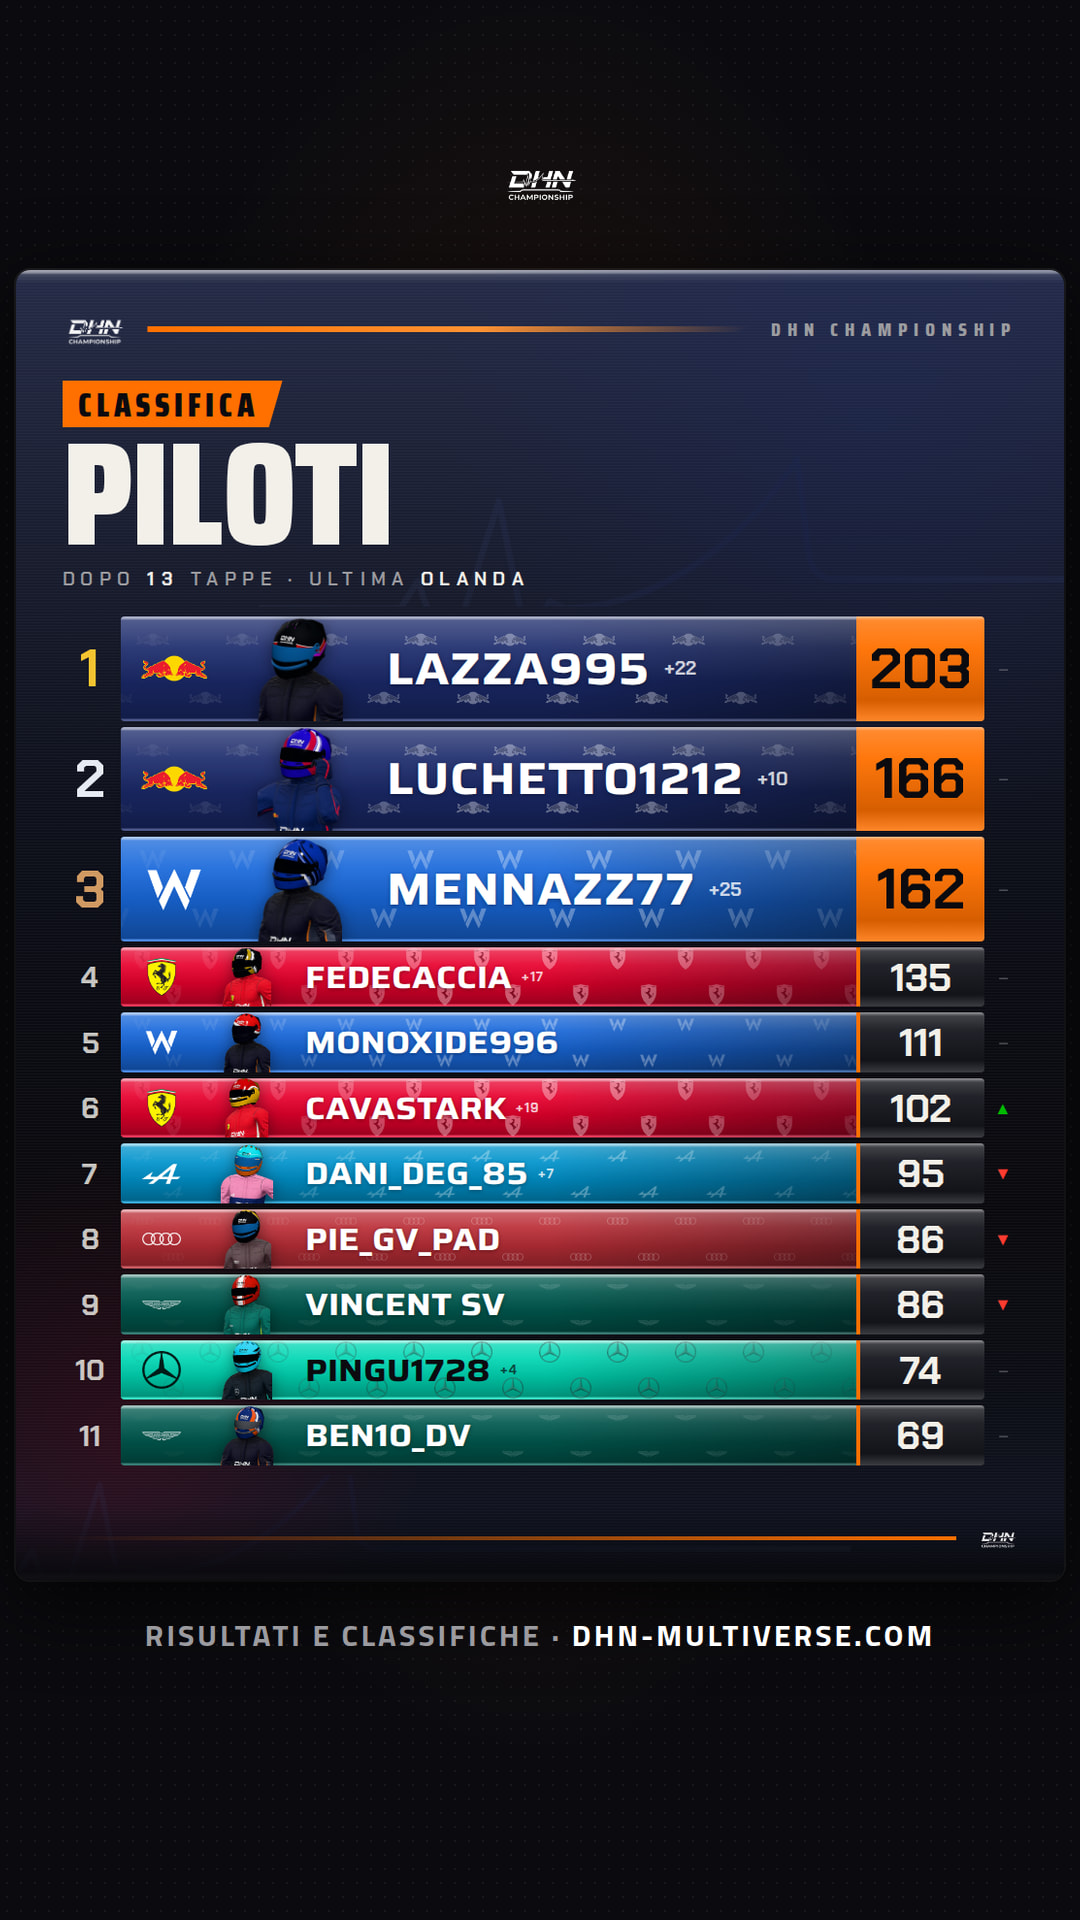 DHN
CHAMPIONSHIP
DHN
CHAMPIONSHIP
DHN CHAMPIONSHIP
CLASSIFICA
PILOTI
DOPO 13 TAPPE · ULTIMA OLANDA
1 LAZZA995 +22 203 –
2 LUCHETTO1212 +10 166 –
3 MENNAZZ77 +25 162 –
4 FEDECACCIA +17 135 –
5 MONOXIDE996 111 –
6 CAVASTARK +19 102 ▲
7 DANI_DEG_85 +7 95 ▼
8 PIE_GV_PAD 86 ▼
9 VINCENT SV 86 ▼
10 PINGU1728 +4 74 –
11 BEN10_DV 69 –
DHN
CHAMPIONSHIP
RISULTATI E CLASSIFICHE · DHN-MULTIVERSE.COM